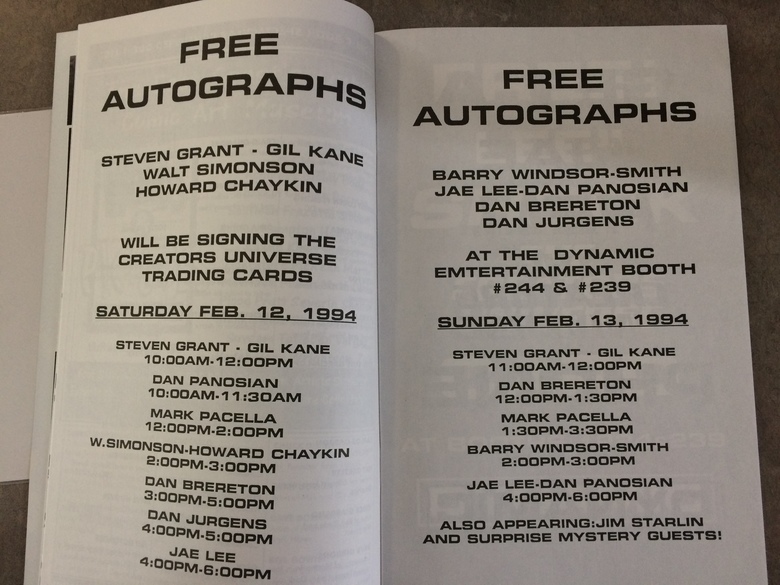 FREE
AUTOGRAPHS
STEVEN GRANT - GIL KANE
WALT SIMONSON
HOWARD CHAYKIN
WILL BE SIGNING THE
CREATORS UNIVERSE
TRADING CARDS
SATURDAY FEB. 12, 1994
STEVEN GRANT - GIL KANE
10:00AM-12:00PM
DAN PANOSIAN
10:00AM-11:30AM
MARK PACELLA
12:00PM-2:00PM
W.SIMONSON-HOWARD CHAYKIN
2:00PM-3:00PM
DAN BRERETON
3:00PM-5:00PM
DAN JURGENS
4:00PM-5:00PM
JAE LEE
4:00PM-6:00PM
FREE
AUTOGRAPHS
BARRY WINDSOR-SMITH
JAE LEE-DAN PANOSIAN
DAN BRERETON
DAN JURGENS
AT THE DYNAMIC
EMTERTAINMENT BOOTH
#244 & #239
SUNDAY FEB. 13, 1994
STEVEN GRANT - GIL KANE
11:00AM-12:00PM
DAN BRERETON
12:00PM-1:30PM
MARK PACELLA
1:30PM-3:30PM
BARRY WINDSOR-SMITH
2:00PM-3:00PM
JAE LEE-DAN PANOSIAN
4:00PM-6:00PM
ALSO APPEARING:JIM STARLIN
AND SURPRISE MYSTERY GUESTS!